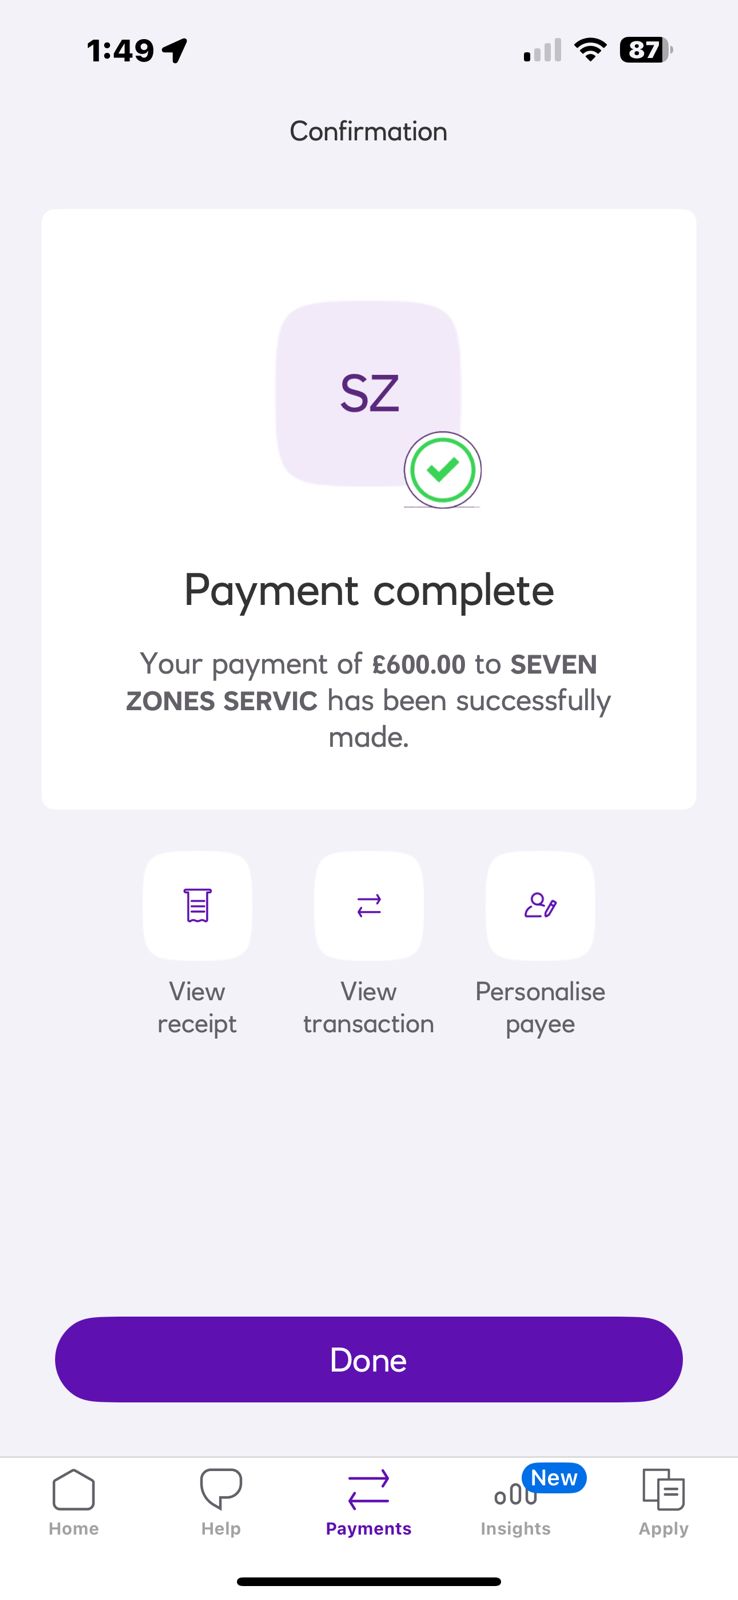 1:49
87
Confirmation
SZ
Payment complete
Your payment of £600.00 to SEVEN
ZONES SERVIC has been successfully
made.
View
receipt
View
transaction
Personalise
payee
Done
New
Home
Help
Payments
Insights
Apply